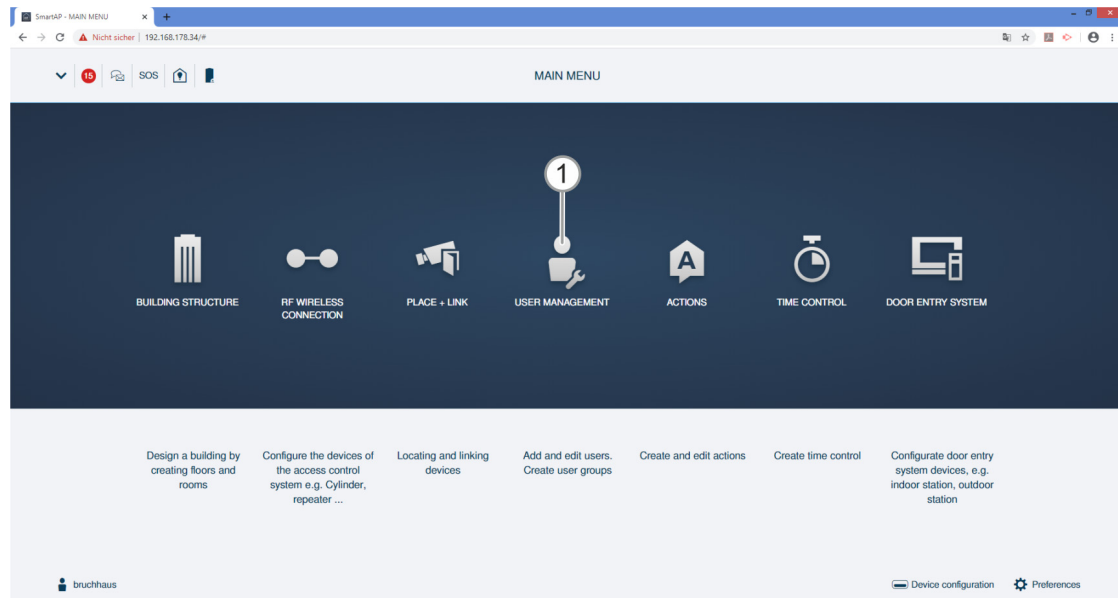 SmartAP - MAIN MENU
Nicht sicher | 192.168.178.34/#
15
SOS
MAIN MENU
1
BUILDING STRUCTURE
RF WIRELESS
CONNECTION
PLACE + LINK
USER MANAGEMENT
A
ACTIONS
TIME CONTROL
DOOR ENTRY SYSTEM
Design a building by
creating floors and
rooms
Configure the devices of
the access control
system e.g. Cylinder,
repeater ...
Locating and linking
devices
Add and edit users.
Create user groups
Create and edit actions
Create time control
Configurate door entry
system devices, e.g.
indoor station, outdoor
station
bruchhaus
Device configuration
Preferences